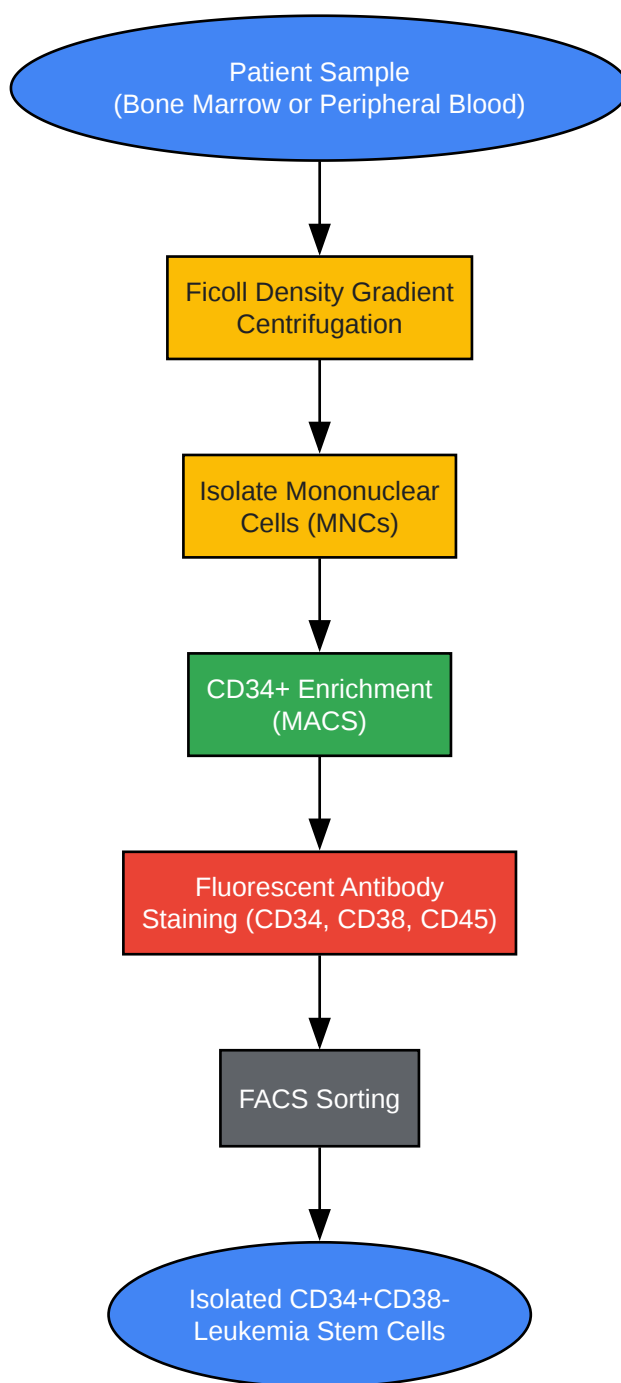 Patient Sample
(Bone Marrow or Peripheral Blood)
Ficoll Density Gradient
Centrifugation
Isolate Mononuclear
Cells (MNCs)
CD34+ Enrichment
(MACS)
Fluorescent Antibody
Staining (CD34, CD38, CD45)
FACS Sorting
Isolated CD34+CD38-
Leukemia Stem Cells